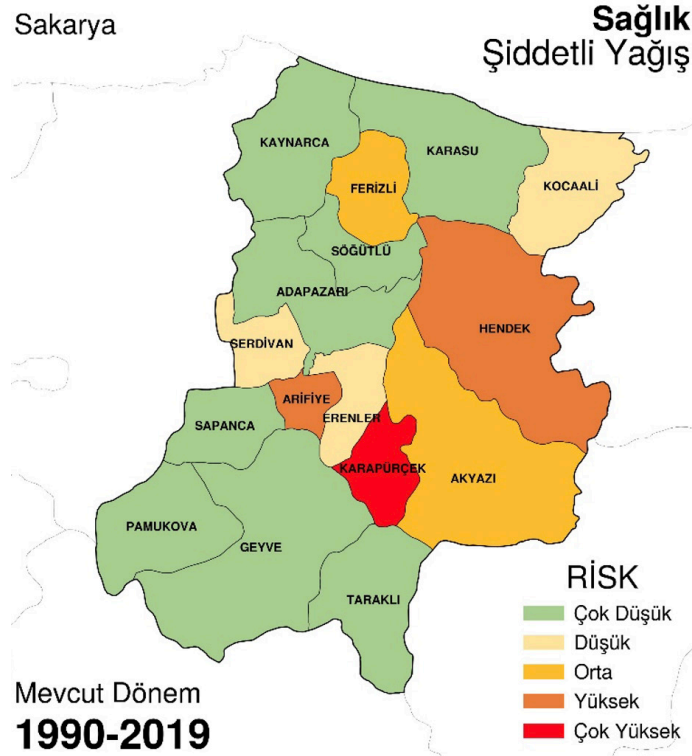 Sakarya
Sağlık
Şiddetli Yağış
KAYNARCA
KARASU
FERİZLİ
KOCAALİ
SÖĞÜTLÜ
ADAPAZARI
HENDEK
SERDİVAN
ARİFİYE
ERENLER
SAPANCA
KARAPÜRÇEK
AKYAZI
PAMUKOVA
GEYVE
TARAKLI
RİSK
Çok Düşük
Düşük
Orta
Yüksek
Çok Yüksek
Mevcut Dönem
1990-2019